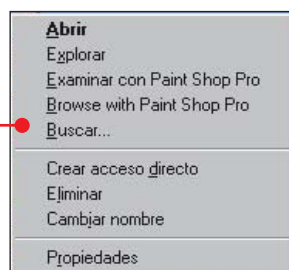 Abrir
Explorar
Examinar con Paint Shop Pro
Browse with Paint Shop Pro
Buscar...
Crear acceso directo
Eliminar
Cambiar nombre
Propiedades